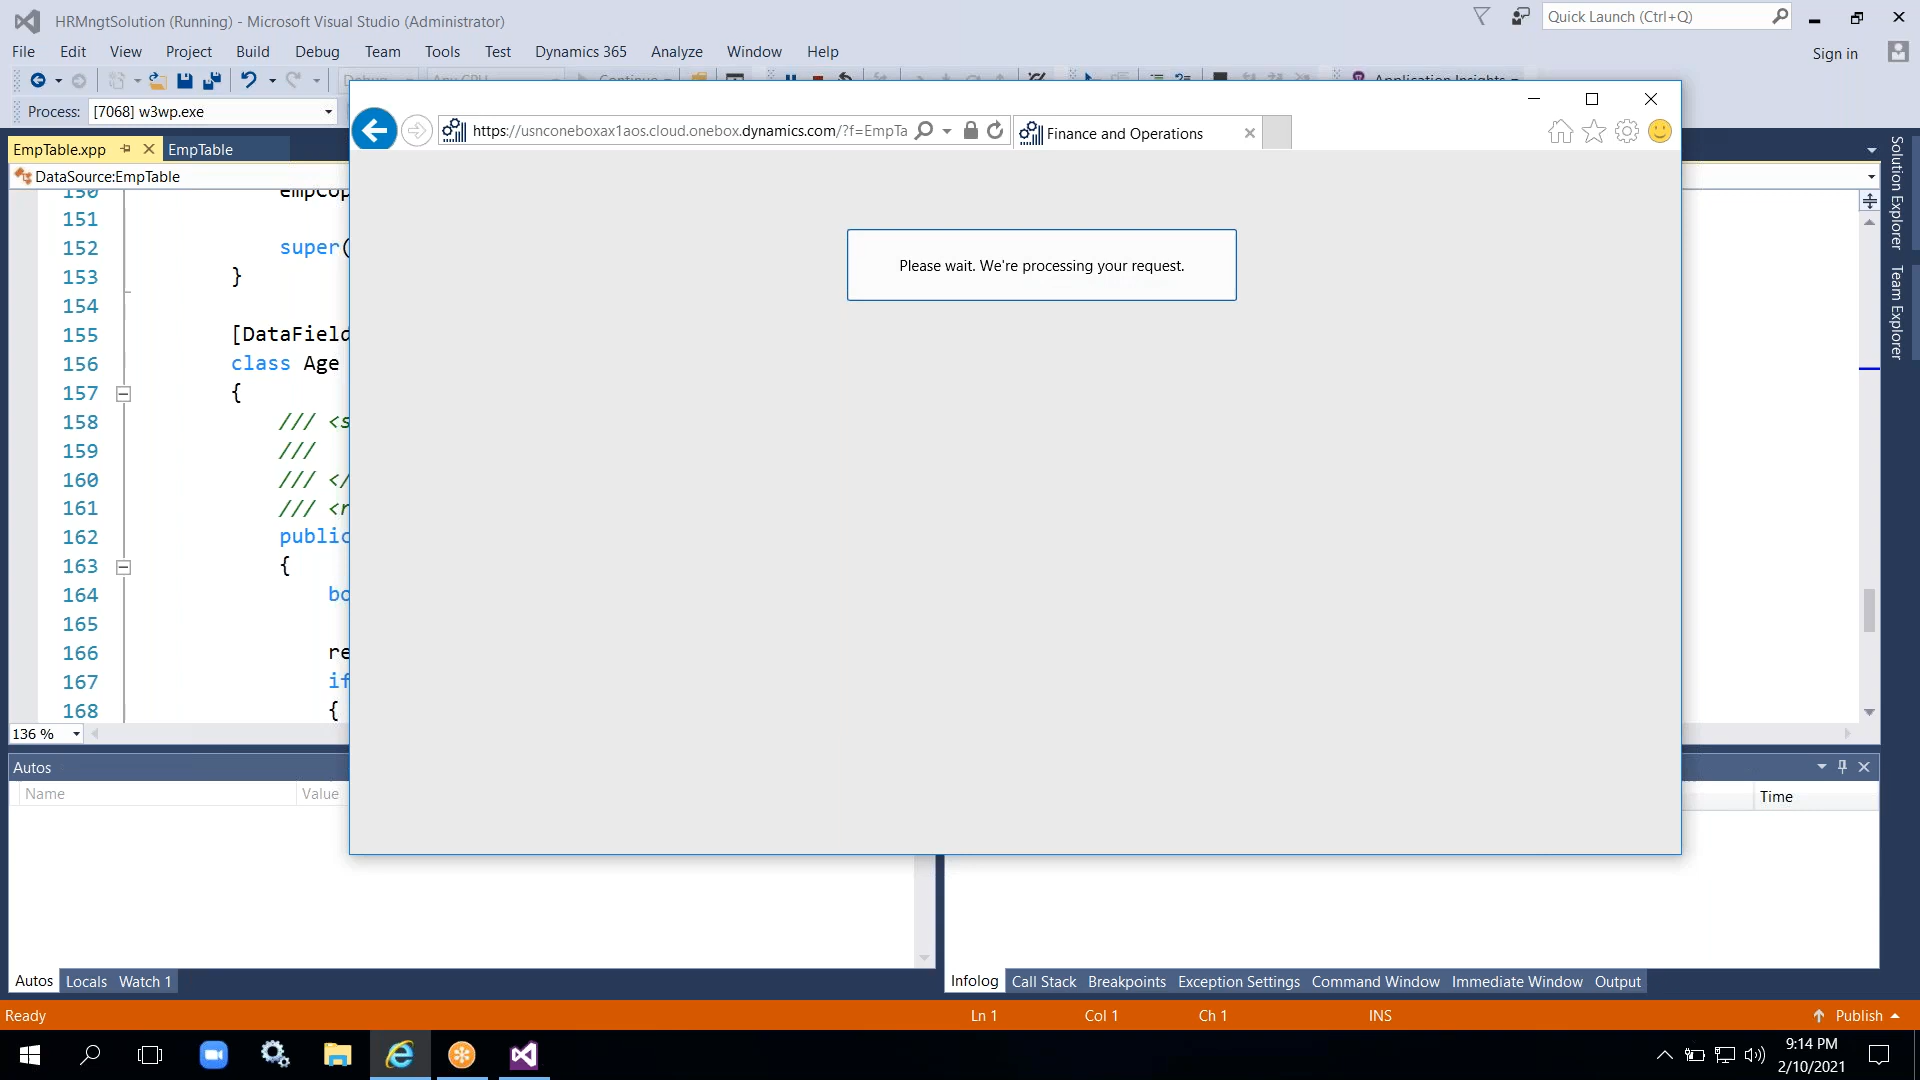 HRMngtSolution (Running) - Microsoft Visual Studio (Administrator)
Quick Launch (Ctrl+Q)
File Edit View Project Build Debug Team Tools Test Dynamics 365 Analyze Window Help
Sign in
Process: [7068] w3wp.exe
https://usnconeboxax1aos.cloud.onebox.dynamics.com/?f=EmpTa
Finance and Operations
EmpTable.xpp EmpTable
DataSource:EmpTable
Please wait. We're processing your request.
150 empCop
151
152 super(
153 }
154
155 [DataField
156 class Age
157 {
158 /// <s
159 ///
160 /// </
161 /// <r
162 public
163 {
164 bo
165
166 re
167 if
168 {
136 %
Solution Explorer
Team Explorer
Autos
Name Value
Time
Autos Locals Watch 1
Infolog Call Stack Breakpoints Exception Settings Command Window Immediate Window Output
Ready Ln 1 Col 1 Ch 1 INS Publish
9:14 PM
2/10/2021